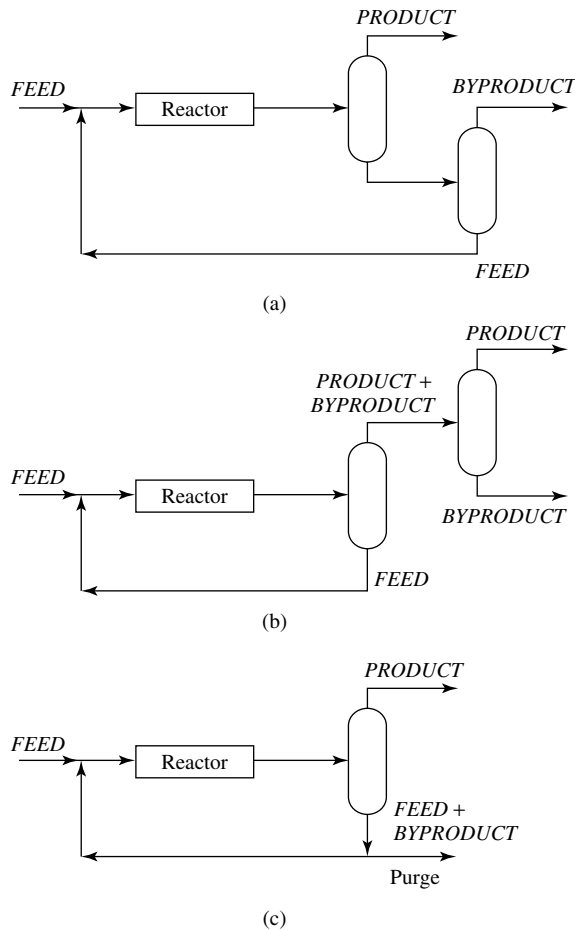 PRODUCT
FEED
Reactor
BYPRODUCT
FEED
(a)
PRODUCT
PRODUCT +
BYPRODUCT
FEED
Reactor
BYPRODUCT
FEED
(b)
PRODUCT
FEED
Reactor
FEED +
BYPRODUCT
Purge
(c)